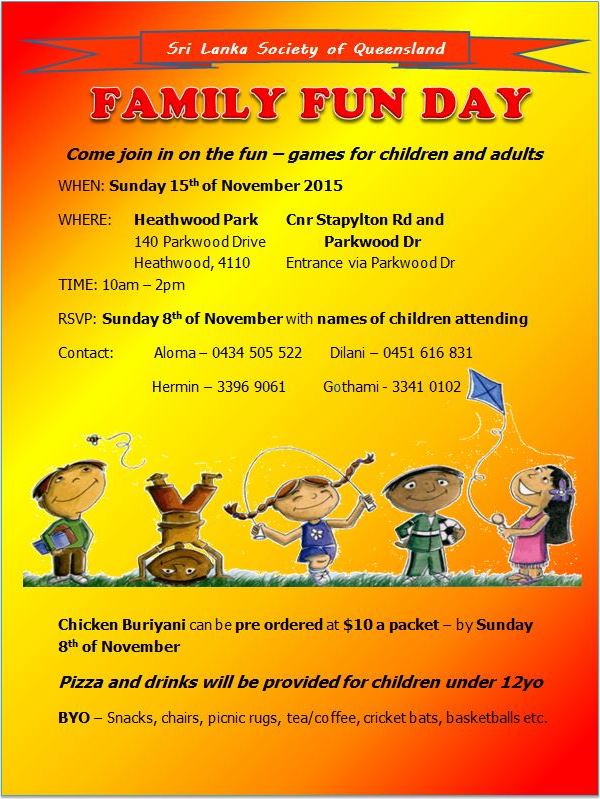 Sri Lanka Society of Queensland
FAMILY FUN DAY
Come join in on the fun – games for children and adults
WHEN: Sunday 15th of November 2015
WHERE: Heathwood Park Cnr Stapylton Rd and
140 Parkwood Drive Parkwood Dr
Heathwood, 4110 Entrance via Parkwood Dr
TIME: 10am – 2pm
RSVP: Sunday 8th of November with names of children attending
Contact: Aloma – 0434 505 522 Dilani – 0451 616 831
Hermin – 3396 9061 Gothami - 3341 0102
Chicken Buriyani can be pre ordered at $10 a packet – by Sunday
8th of November
Pizza and drinks will be provided for children under 12yo
BYO – Snacks, chairs, picnic rugs, tea/coffee, cricket bats, basketballs etc.